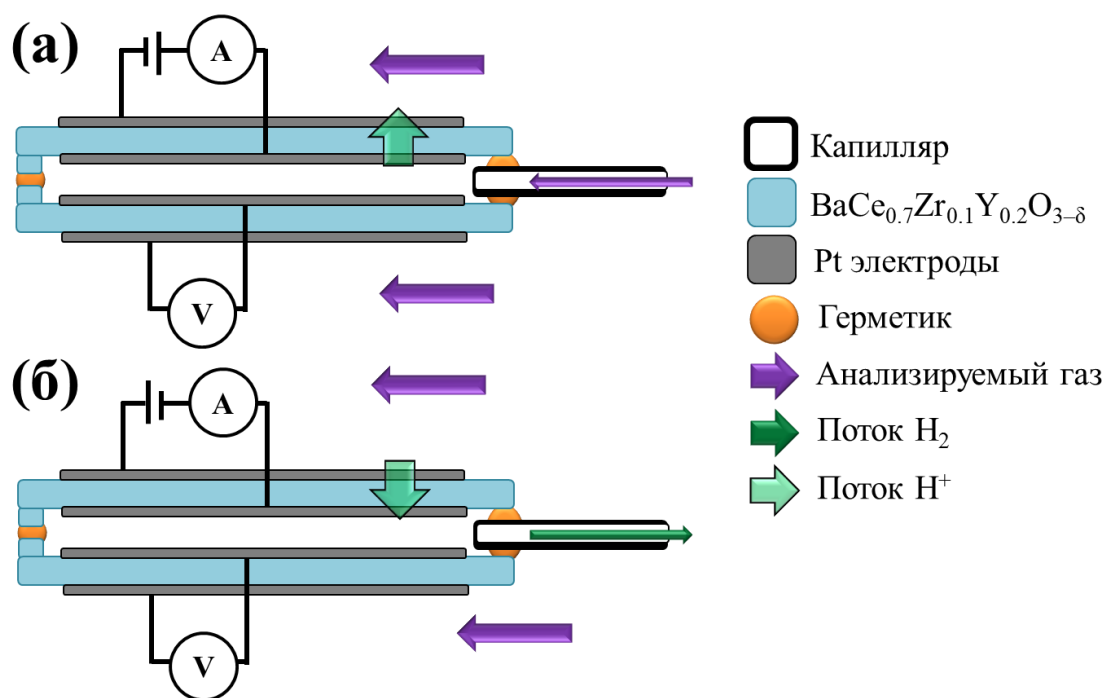 (а)
A
V
(б)
A
V
Капилляр
BaCe₀.₇Zr₀.₁Y₀.₂O₃₋δ
Pt электроды
Герметик
Анализируемый газ
Поток H₂
Поток H⁺